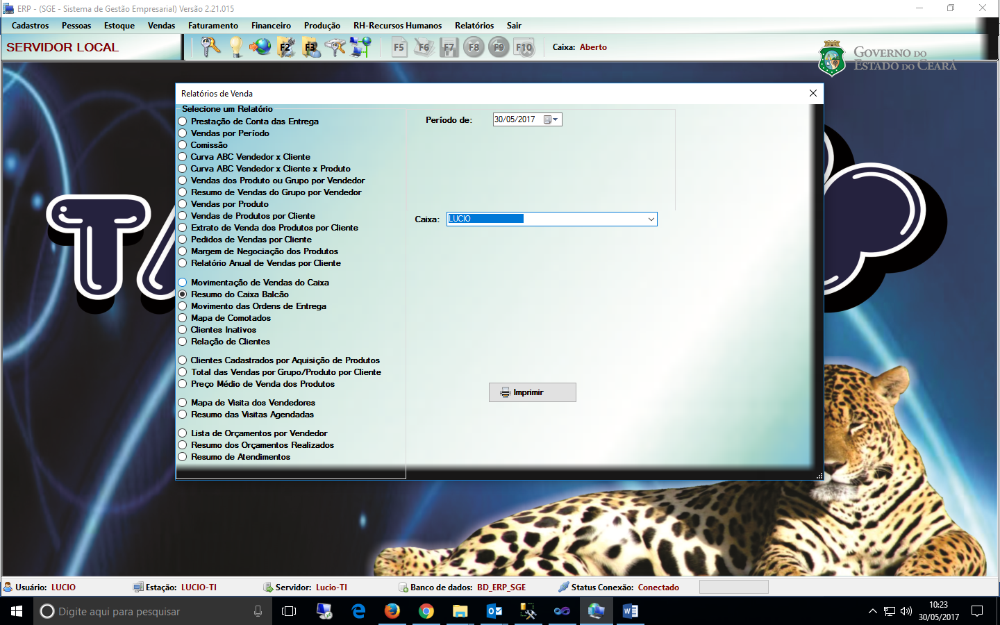 ERP - (SGE - Sistema de Gestão Empresarial) Versão 2.21.015
Cadastros Pessoas Estoque Vendas Faturamento Financeiro Produção RH-Recursos Humanos Relatórios Sair
SERVIDOR LOCAL F2 F3 F5 F6 F7 F8 F9 F10 Caixa: Aberto
GOVERNO DO
ESTADO DO CEARÁ
Relatórios de Venda
Selecione um Relatório
Prestação de Conta das Entrega
Vendas por Período
Comissão
Curva ABC Vendedor x Cliente
Curva ABC Vendedor x Cliente x Produto
Vendas dos Produto ou Grupo por Vendedor
Resumo de Vendas do Grupo por Vendedor
Vendas por Produto
Vendas de Produtos por Cliente
Extrato de Venda dos Produtos por Cliente
Pedidos de Vendas por Cliente
Margem de Negociação dos Produtos
Relatório Anual de Vendas por Cliente
Movimentação de Vendas do Caixa
Resumo do Caixa Balcão
Movimento das Ordens de Entrega
Mapa de Comotados
Clientes Inativos
Relação de Clientes
Clientes Cadastrados por Aquisição de Produtos
Total das Vendas por Grupo/Produto por Cliente
Preço Médio de Venda dos Produtos
Mapa de Visita dos Vendedores
Resumo das Visitas Agendadas
Lista de Orçamentos por Vendedor
Resumo dos Orçamentos Realizados
Resumo de Atendimentos
Período de: 30/05/2017
Caixa: LUCIO
Imprimir
Usuário: LUCIO Estação: LUCIO-TI Servidor: Lucio-TI Banco de dados: BD_ERP_SGE Status Conexão: Conectado
Digite aqui para pesquisar
10:23
30/05/2017